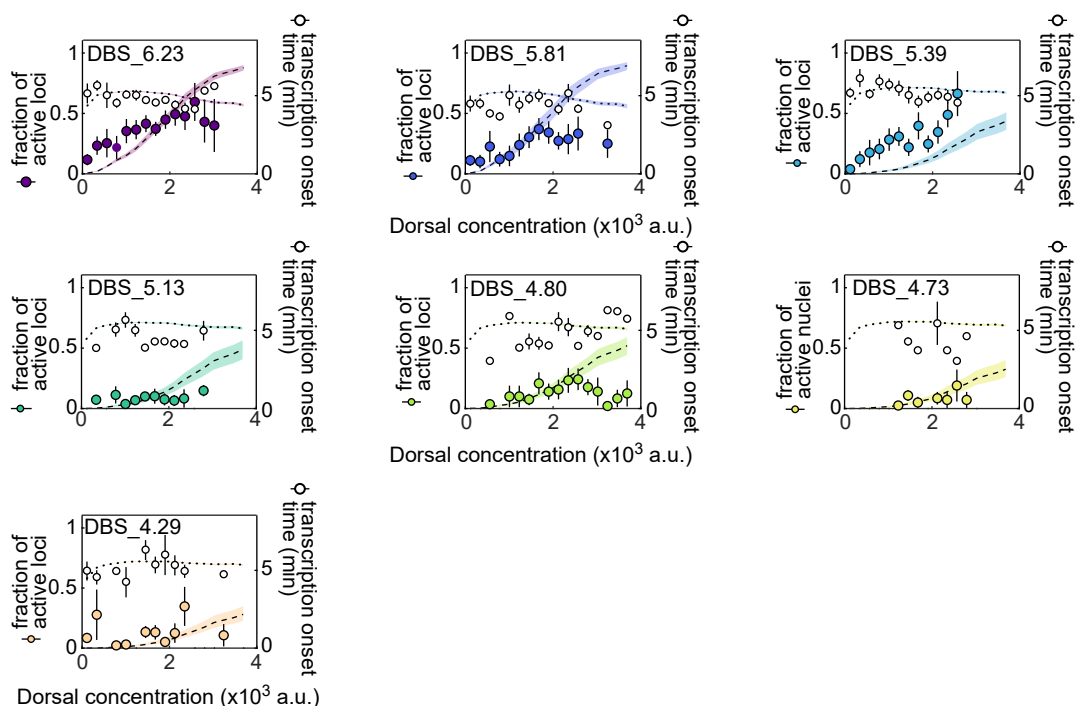 DBS_6.23
fraction of
active loci
1
0.5
0
0
2
4
5
0
transcription onset
time (min)
DBS_5.81
fraction of
active loci
1
0.5
0
0
2
4
5
0
transcription onset
time (min)
Dorsal concentration (x10³ a.u.)
DBS_5.39
fraction of
active loci
1
0.5
0
0
2
4
5
0
transcription onset
time (min)
DBS_5.13
fraction of
active loci
1
0.5
0
0
2
4
5
0
transcription onset
time (min)
DBS_4.80
fraction of
active loci
1
0.5
0
0
2
4
5
0
transcription onset
time (min)
Dorsal concentration (x10³ a.u.)
DBS_4.73
fraction of
active nuclei
1
0.5
0
0
2
4
5
0
transcription onset
time (min)
DBS_4.29
fraction of
active loci
1
0.5
0
0
2
4
5
0
transcription onset
time (min)
Dorsal concentration (x10³ a.u.)